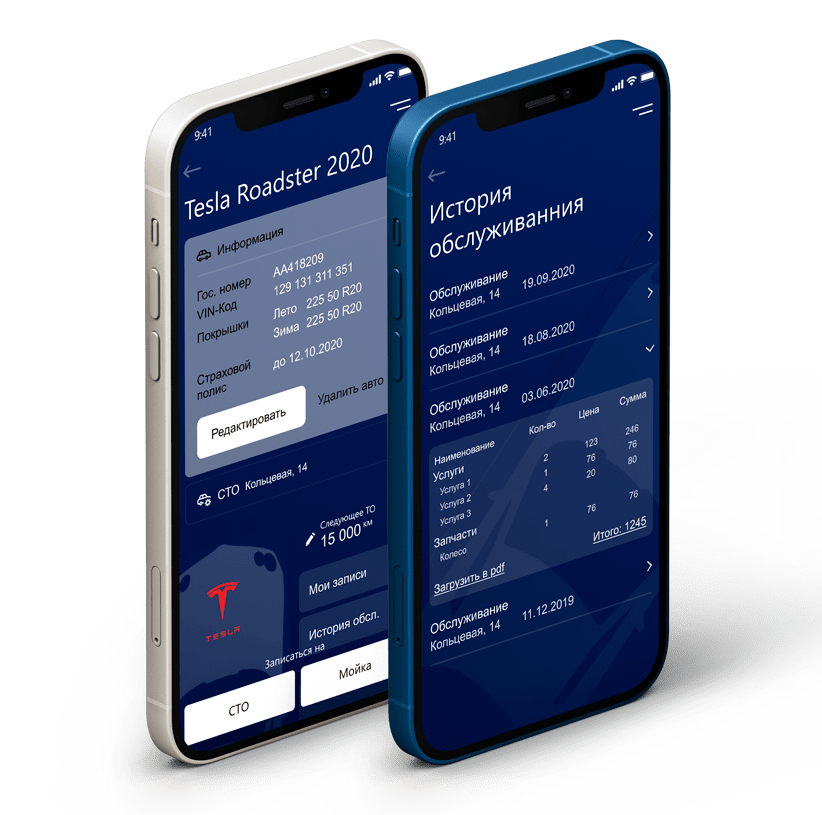 9:41
Tesla Roadster 2020
Информация
Гос. номер AA418209
VIN-Код 129 131 311 351
Покрышки Лето 225 50 R20
Зима 225 50 R20
Страховой полис до 12.10.2020
Редактировать Удалить авто
СТО Кольцевая, 14
Следующее ТО
15 000 км
Мои записи
TESLA
История обсл.
Записаться на
СТО Мойка
9:41
История
обслуживанния
Обслуживание 19.09.2020
Кольцевая, 14
Обслуживание 18.08.2020
Кольцевая, 14
Обслуживание 03.06.2020
Кольцевая, 14
Наименование Кол-во Цена Сумма
Услуги
Услуга 1 2 123 246
Услуга 2 1 76 76
Услуга 3 4 20 80
Запчасти
Колесо 1 76 76
Итого: 1245
Загрузить в pdf
Обслуживание 11.12.2019
Кольцевая, 14